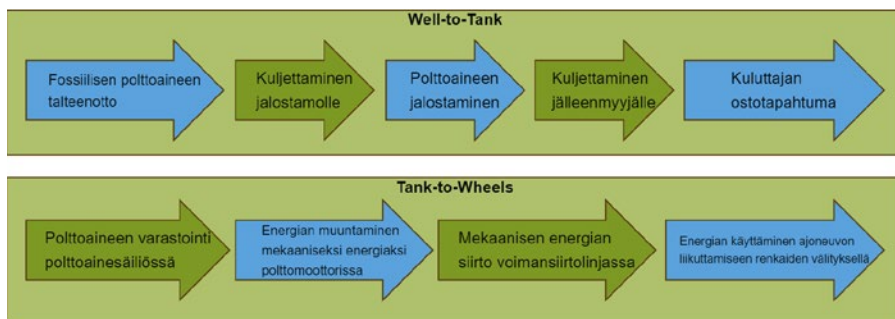 Well-to-Tank
Fossiilisen polttoaineen
talteenotto
Kuljettaminen
jalostamolle
Polttoaineen
jalostaminen
Kuljettaminen
jälleenmyyjälle
Kuluttajan
ostotapahtuma
Tank-to-Wheels
Polttoaineen varastointi
polttoainesäiliössä
Energian muuntaminen
mekaaniseksi energiaksi
polttomoottorissa
Mekaanisen energian
siirto voimansiirtolinjassa
Energian käyttäminen ajoneuvon
liikuttamiseen renkaiden välityksellä